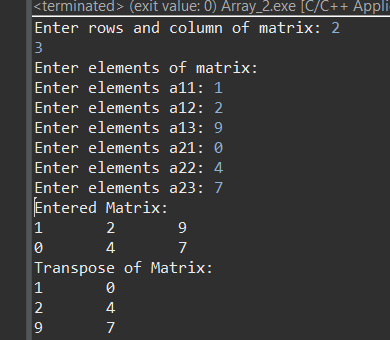 <terminated> (exit value: 0) Array_2.exe [C/C++ Applic
Enter rows and column of matrix: 2
3
Enter elements of matrix:
Enter elements a11: 1
Enter elements a12: 2
Enter elements a13: 9
Enter elements a21: 0
Enter elements a22: 4
Enter elements a23: 7
Entered Matrix:
1 2 9
0 4 7
Transpose of Matrix:
1 0
2 4
9 7